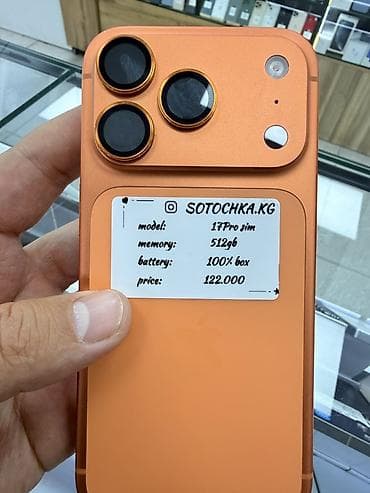 SOTOCHKA.KG
model: 17Pro sim
memory: 512gb
battery: 100% box
price: 122.000